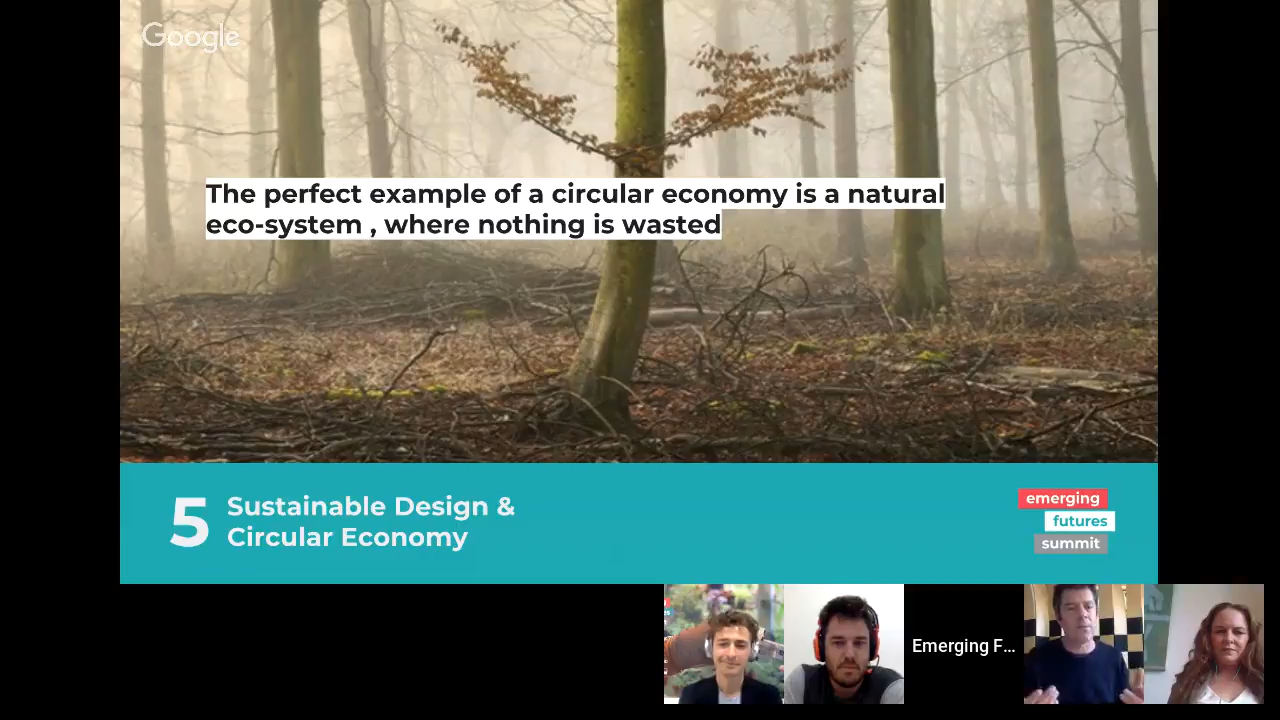 Google
The perfect example of a circular economy is a natural
eco-system , where nothing is wasted
5
Sustainable Design &
Circular Economy
emerging
futures
summit
Emerging F...